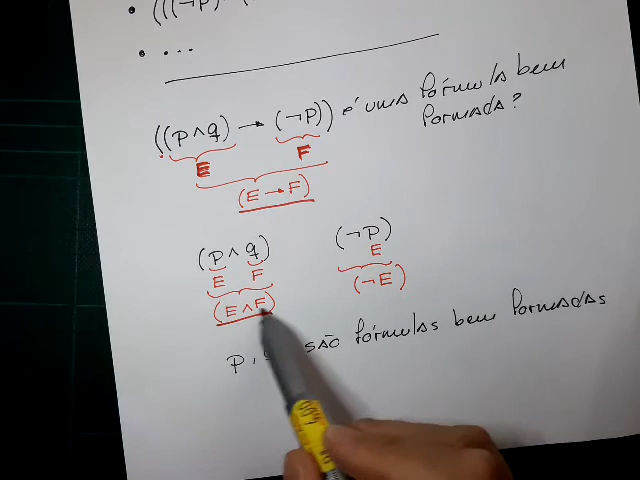 • (((¬P)
• ...
((P ∧ q) → (¬P)) é uma fórmula bem
formada?
E F
(E → F)
(P ∧ q) (¬P)
E F E
(E ∧ F) (¬E)
P, são fórmulas bem formadas